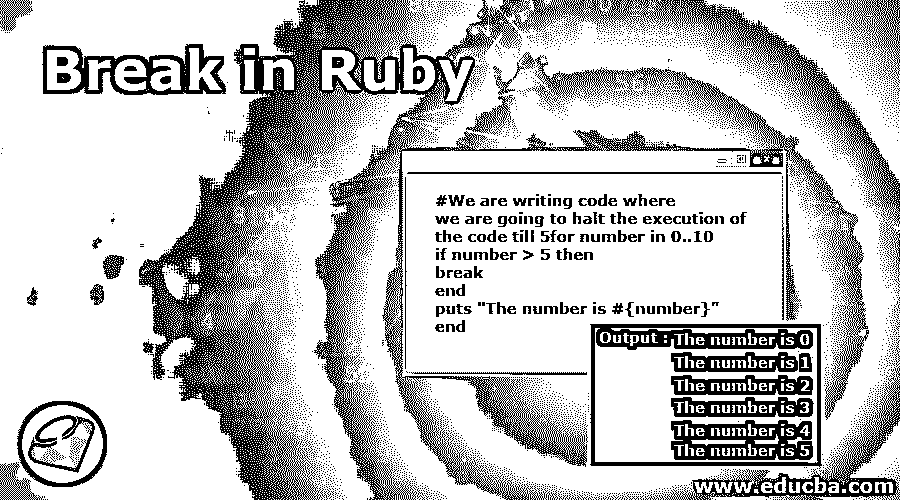 Break in Ruby
#We are writing code where
we are going to halt the execution of
the code till 5for number in 0..10
if number > 5 then
break
end
puts "The number is #{number}"
end
Output : The number is 0
The number is 1
The number is 2
The number is 3
The number is 4
The number is 5
www.educba.com